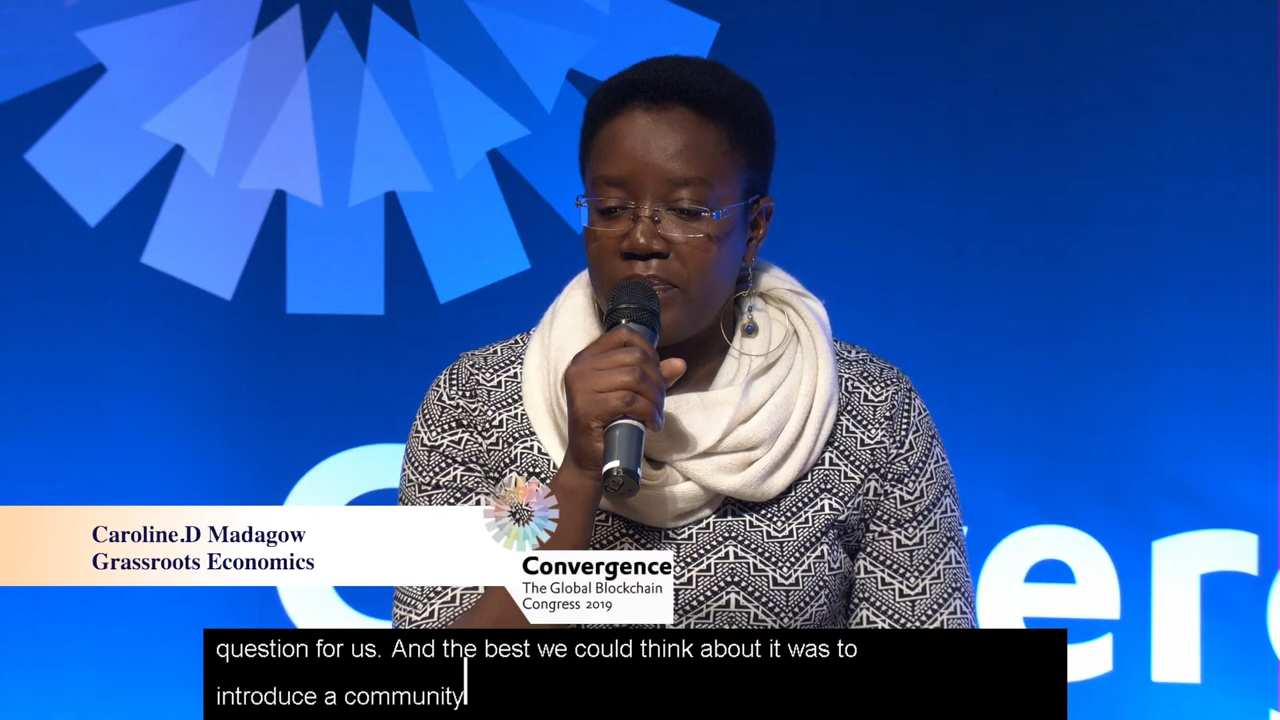 Caroline.D Madagow
Grassroots Economics
Convergence
The Global Blockchain
Congress 2019
question for us. And the best we could think about it was to
introduce a community